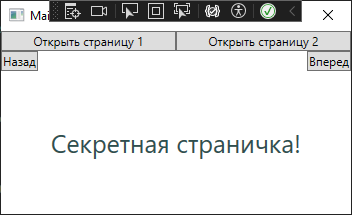 Mai
Открыть страницу 1 Открыть страницу 2
Назад Вперед
Секретная страничка!